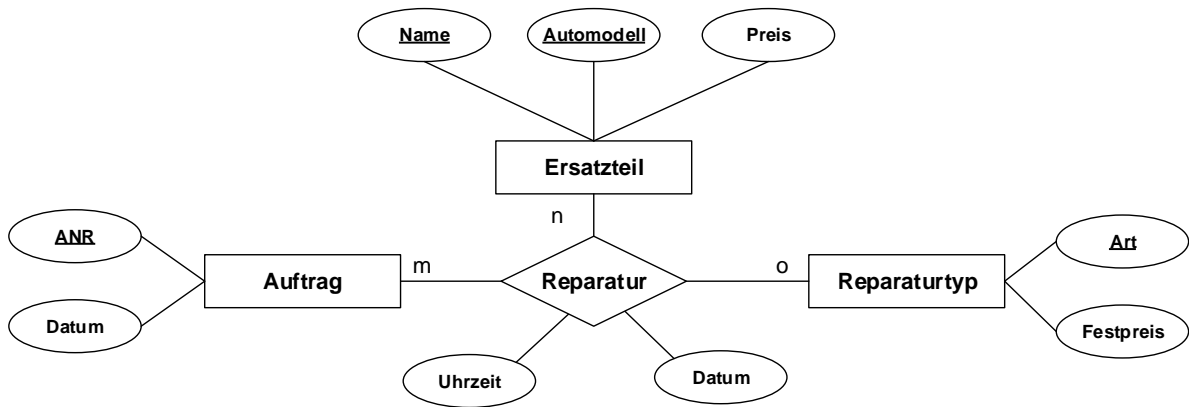 Name
Automodell
Preis
Ersatzteil
n
ANR
Art
Auftrag
m
Reparatur
o
Reparaturtyp
Datum
Festpreis
Uhrzeit
Datum